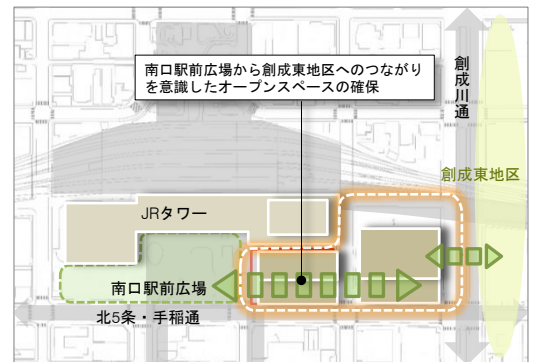 南口駅前広場から創成東地区へのつながり
を意識したオープンスペースの確保
創成川通
創成東地区
JRタワー
南口駅前広場
北5条・手稲通